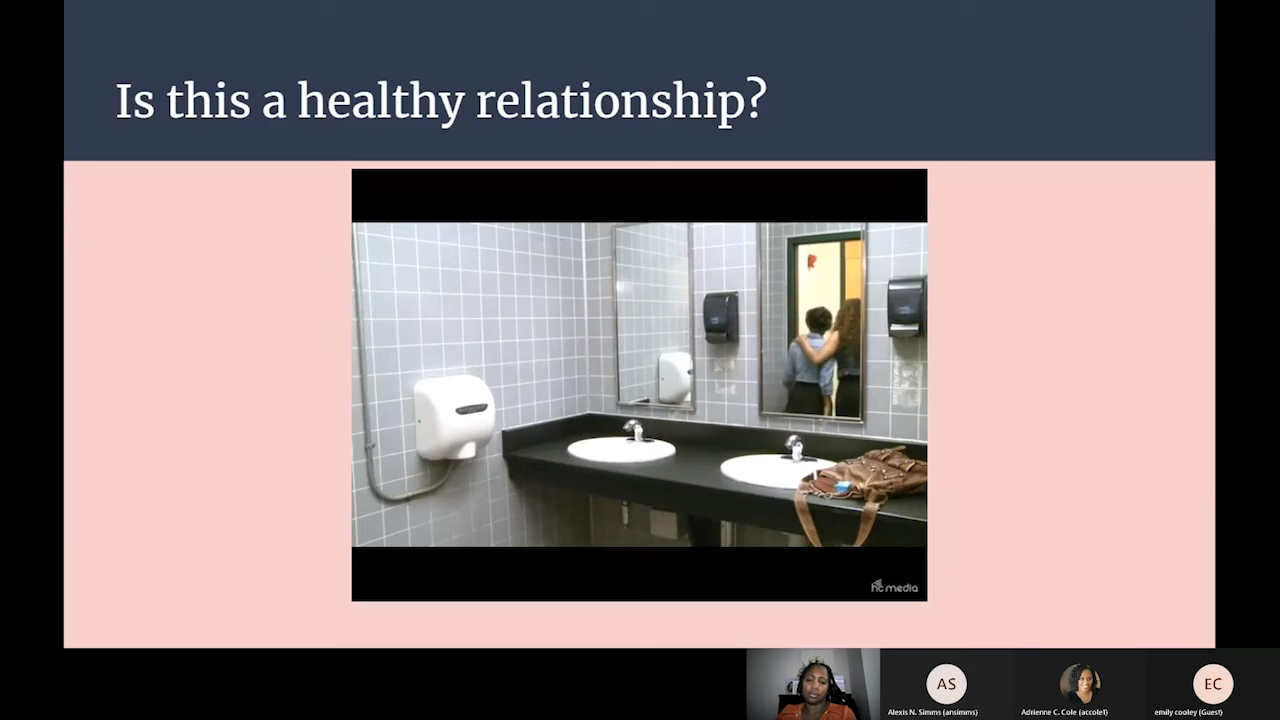 Is this a healthy relationship?
hc media
AS
EC
Alexis N. Simms (ansimms)
Adrienne C. Cole (accole1)
emily cooley (Guest)